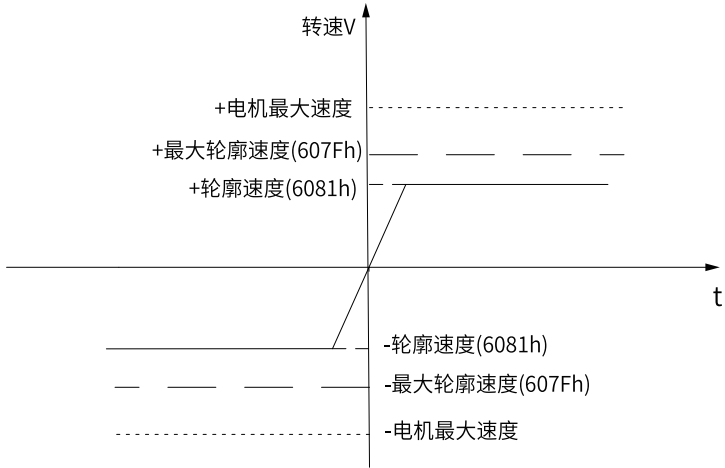 转速V
+电机最大速度
+最大轮廓速度(607Fh)
+轮廓速度(6081h)
t
-轮廓速度(6081h)
-最大轮廓速度(607Fh)
-电机最大速度